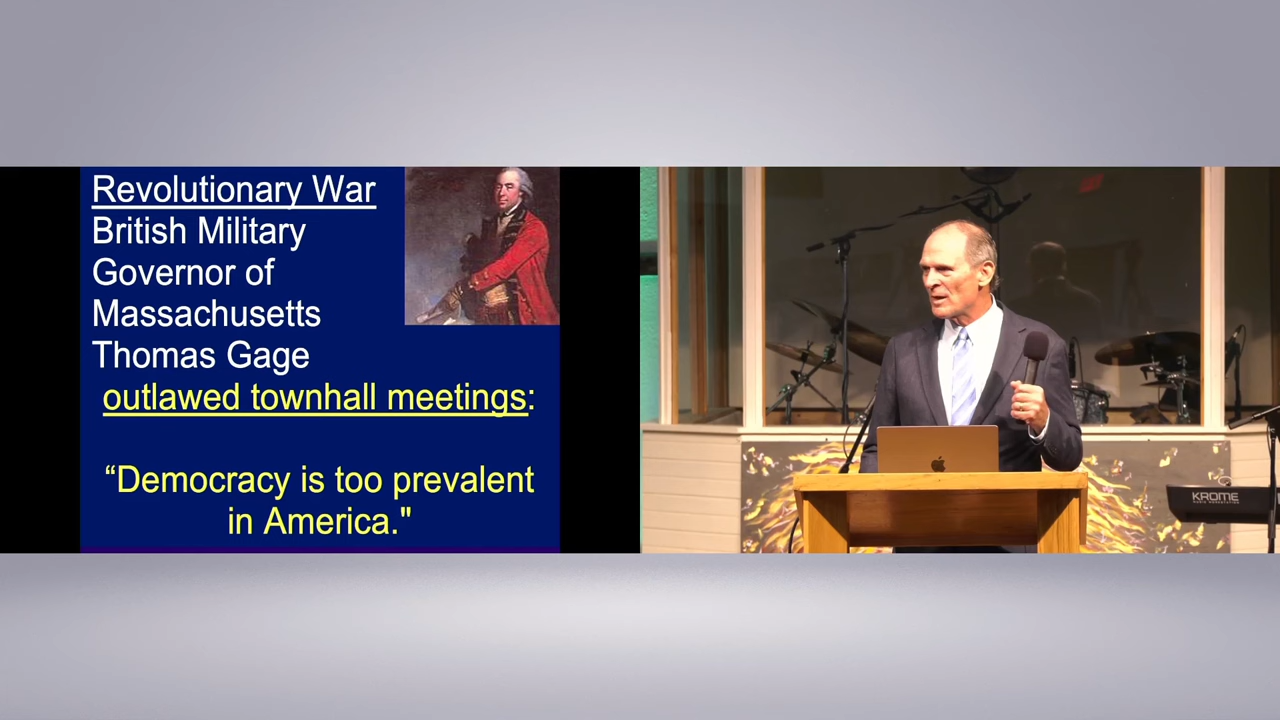 Revolutionary War
British Military
Governor of
Massachusetts
Thomas Gage
outlawed townhall meetings:
“Democracy is too prevalent
in America."
KROME